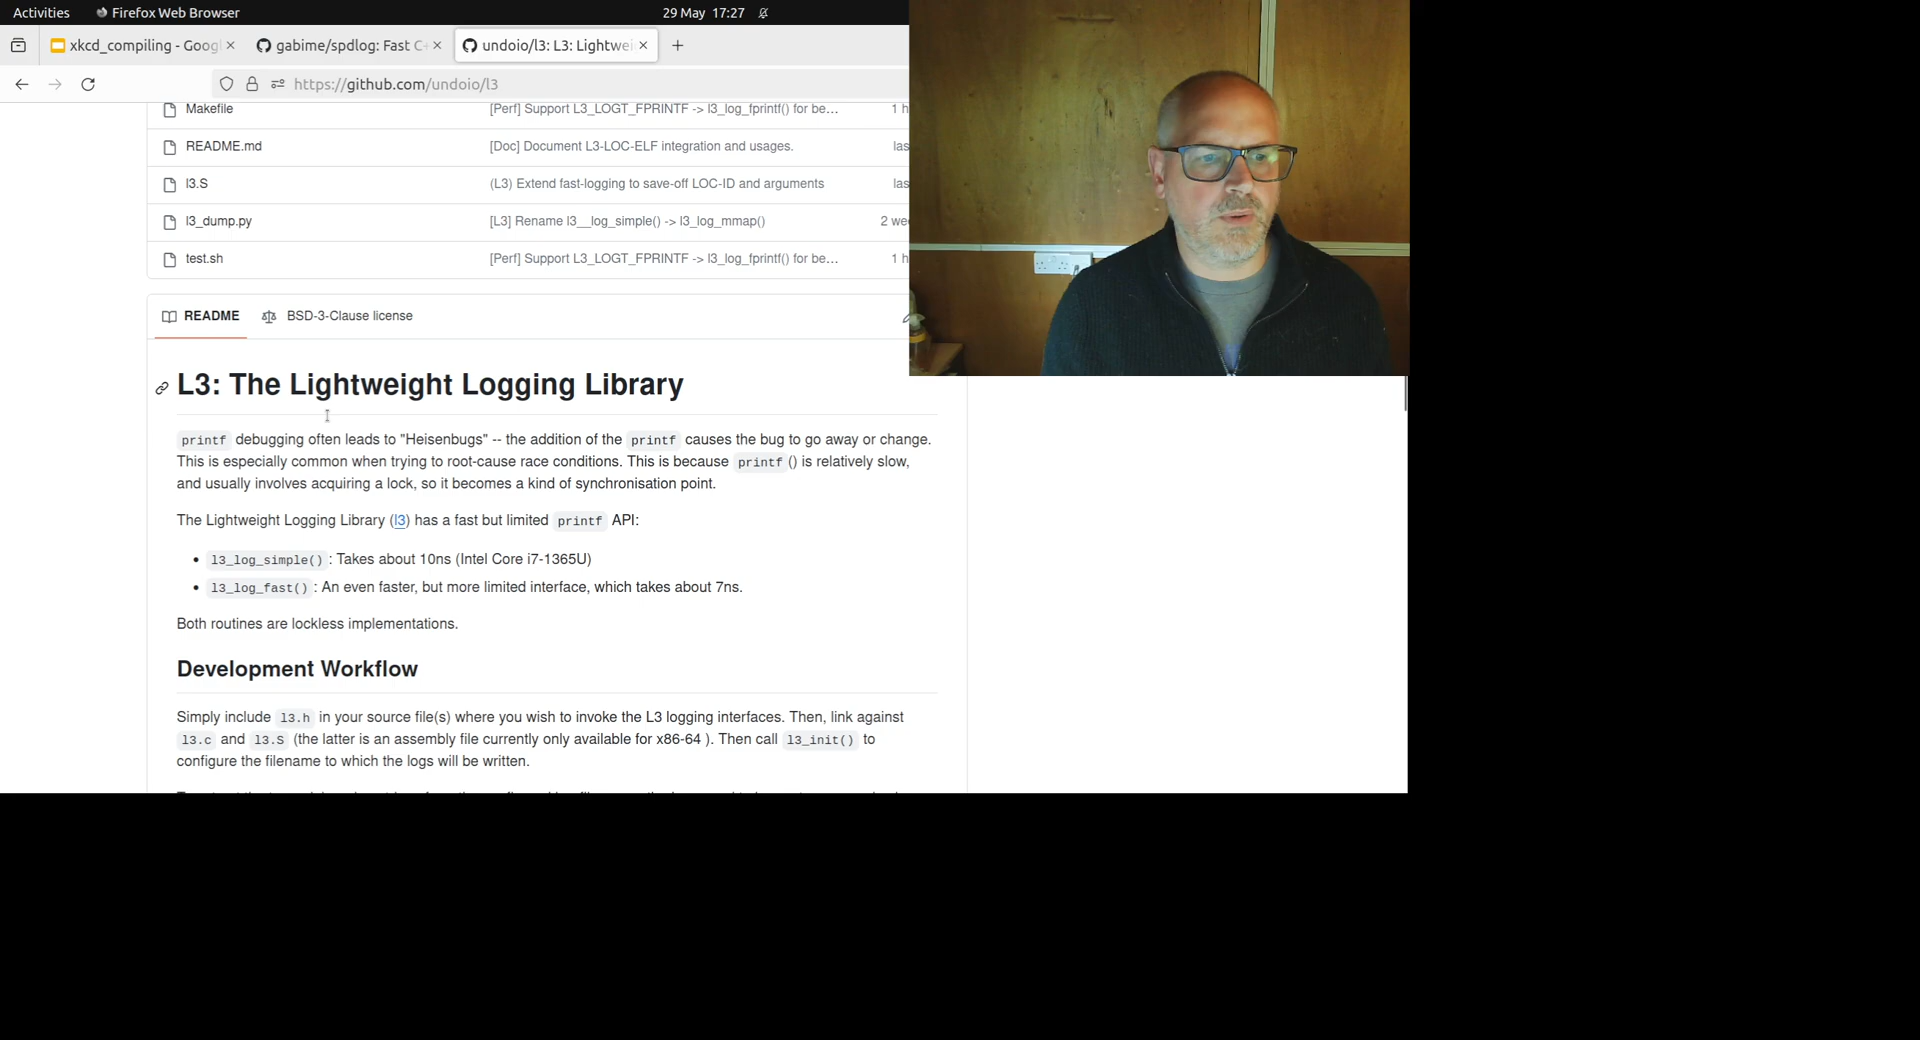 Activities
Firefox Web Browser
29 May 17:27
xkcd_compiling - Goog
gabime/spdlog: Fast C
undoio/l3: L3: Lightwei
https://github.com/undoio/l3
Makefile [Perf] Support L3_LOGT_FPRINTF -> l3_log_fprintf() for be… 1 h
README.md [Doc] Document L3-LOC-ELF integration and usages. las
l3.S (L3) Extend fast-logging to save-off LOC-ID and arguments las
l3_dump.py [L3] Rename l3__log_simple() -> l3_log_mmap() 2 wee
test.sh [Perf] Support L3_LOGT_FPRINTF -> l3_log_fprintf() for be… 1 h
README BSD-3-Clause license
L3: The Lightweight Logging Library
printf debugging often leads to "Heisenbugs" -- the addition of the printf causes the bug to go away or change.
This is especially common when trying to root-cause race conditions. This is because printf () is relatively slow,
and usually involves acquiring a lock, so it becomes a kind of synchronisation point.
The Lightweight Logging Library (l3) has a fast but limited printf API:
• l3_log_simple() : Takes about 10ns (Intel Core i7-1365U)
• l3_log_fast() : An even faster, but more limited interface, which takes about 7ns.
Both routines are lockless implementations.
Development Workflow
Simply include l3.h in your source file(s) where you wish to invoke the L3 logging interfaces. Then, link against
l3.c and l3.S (the latter is an assembly file currently only available for x86-64 ). Then call l3_init() to
configure the filename to which the logs will be written.